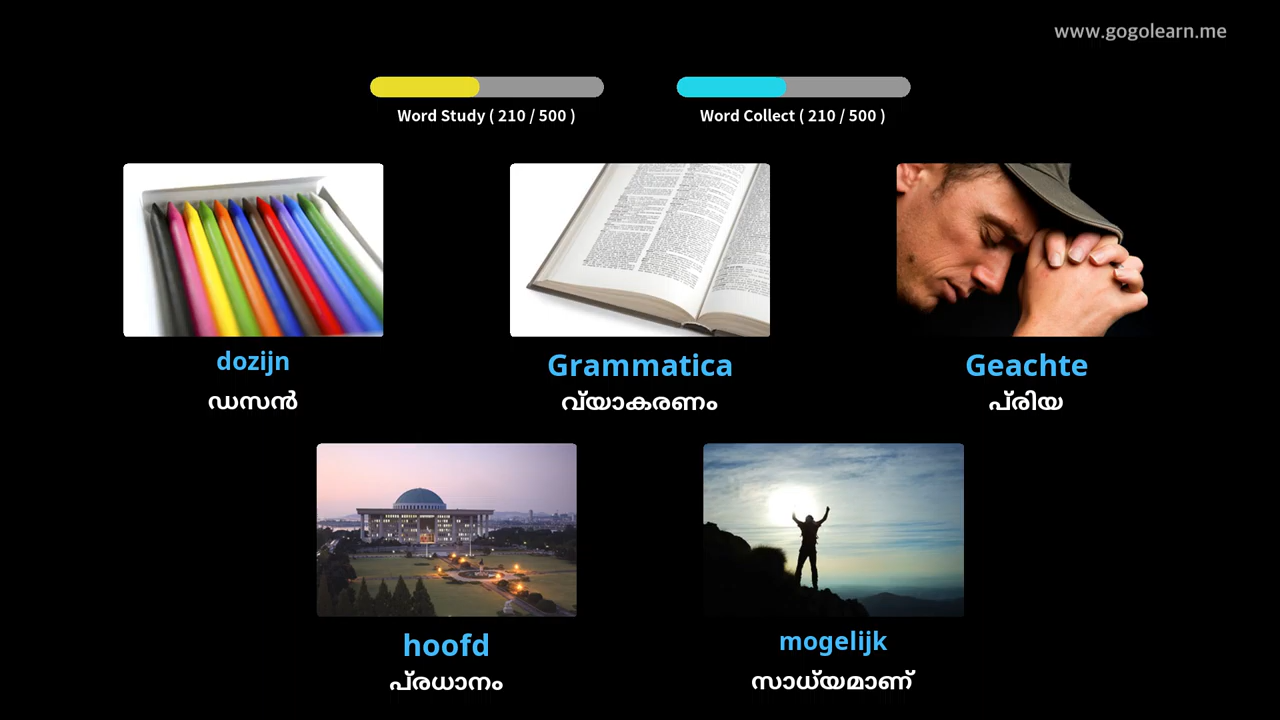 www.gogolearn.me
Word Study ( 210 / 500 )
Word Collect ( 210 / 500 )
dozijn
ഡസൻ
Grammatica
വ്യാകരണം
Geachte
പ്രിയ
hoofd
പ്രധാനം
mogelijk
സാധ്യമാണ്